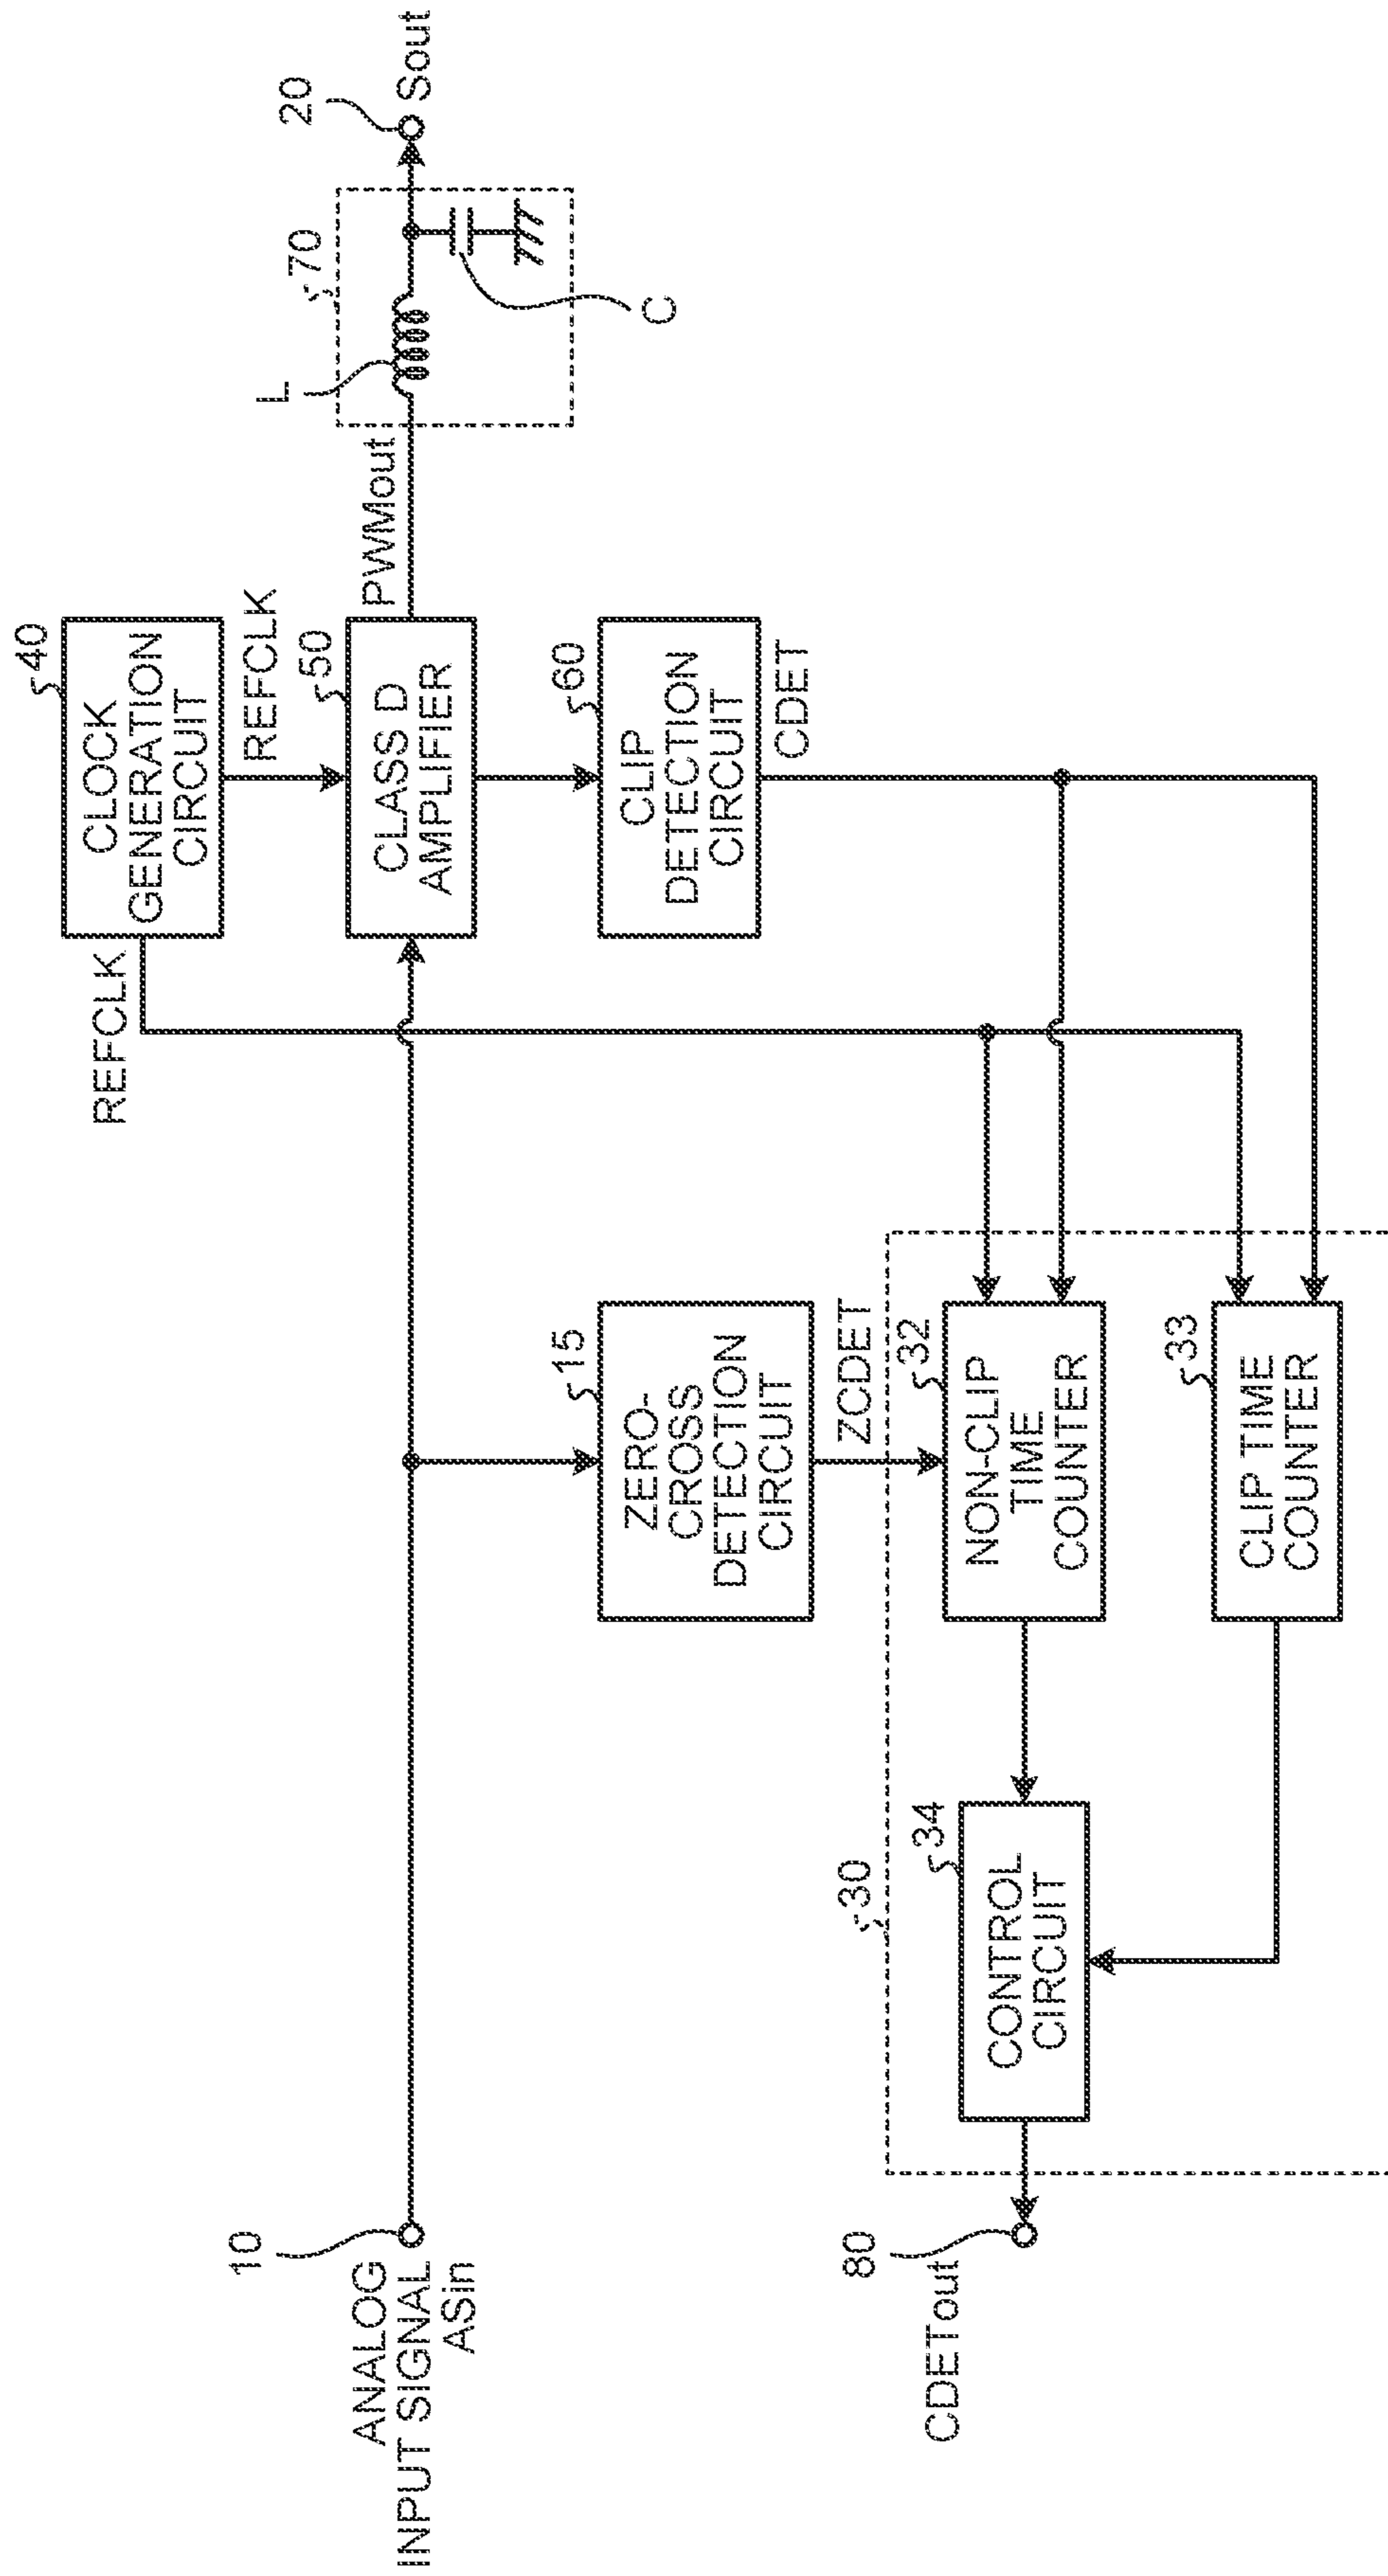 40
CLOCK
GENERATION
CIRCUIT
REFCLK
REFCLK
10
ANALOG
INPUT SIGNAL
ASin
50
CLASS D
AMPLIFIER
PWMout
L
70
C
20
Sout
15
ZERO-
CROSS
DETECTION
CIRCUIT
ZCDET
60
CLIP
DETECTION
CIRCUIT
CDET
30
80
CDETout
34
CONTROL
CIRCUIT
32
NON-CLIP
TIME
COUNTER
33
CLIP TIME
COUNTER